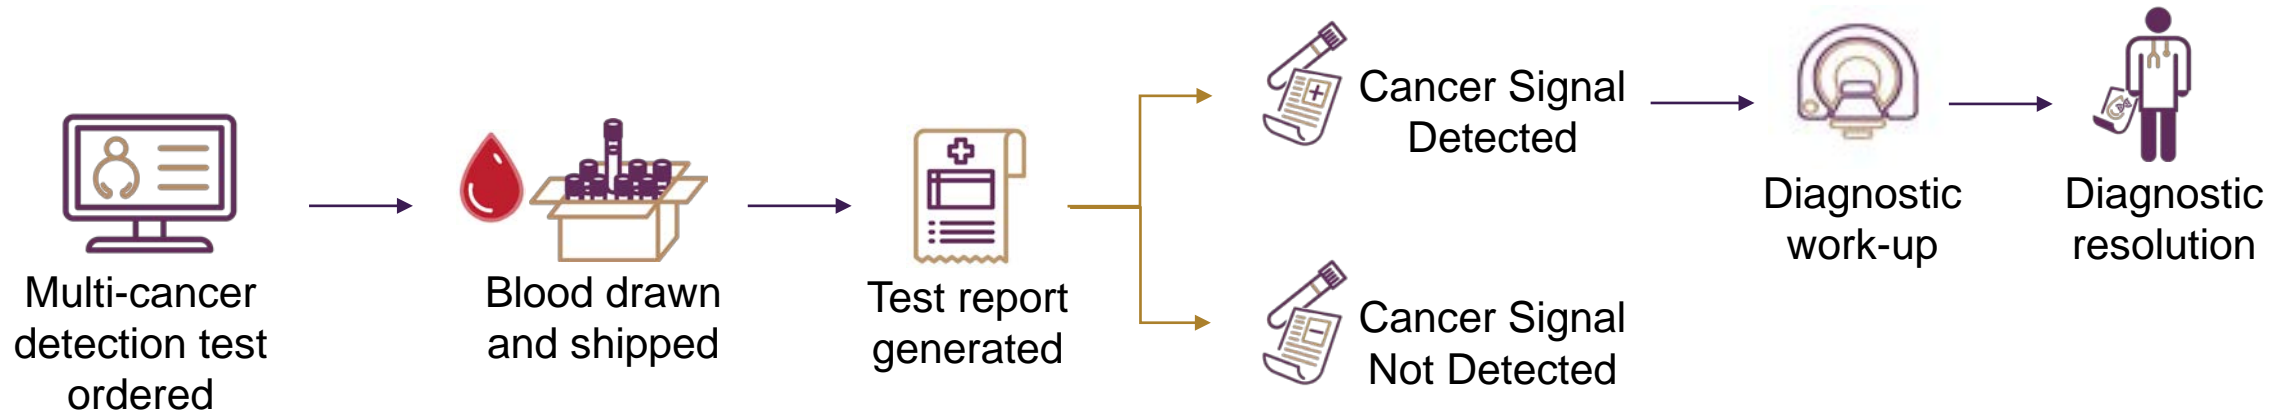 Multi-cancer
detection test
ordered
Blood drawn
and shipped
Test report
generated
Cancer Signal
Detected
Cancer Signal
Not Detected
Diagnostic
work-up
Diagnostic
resolution